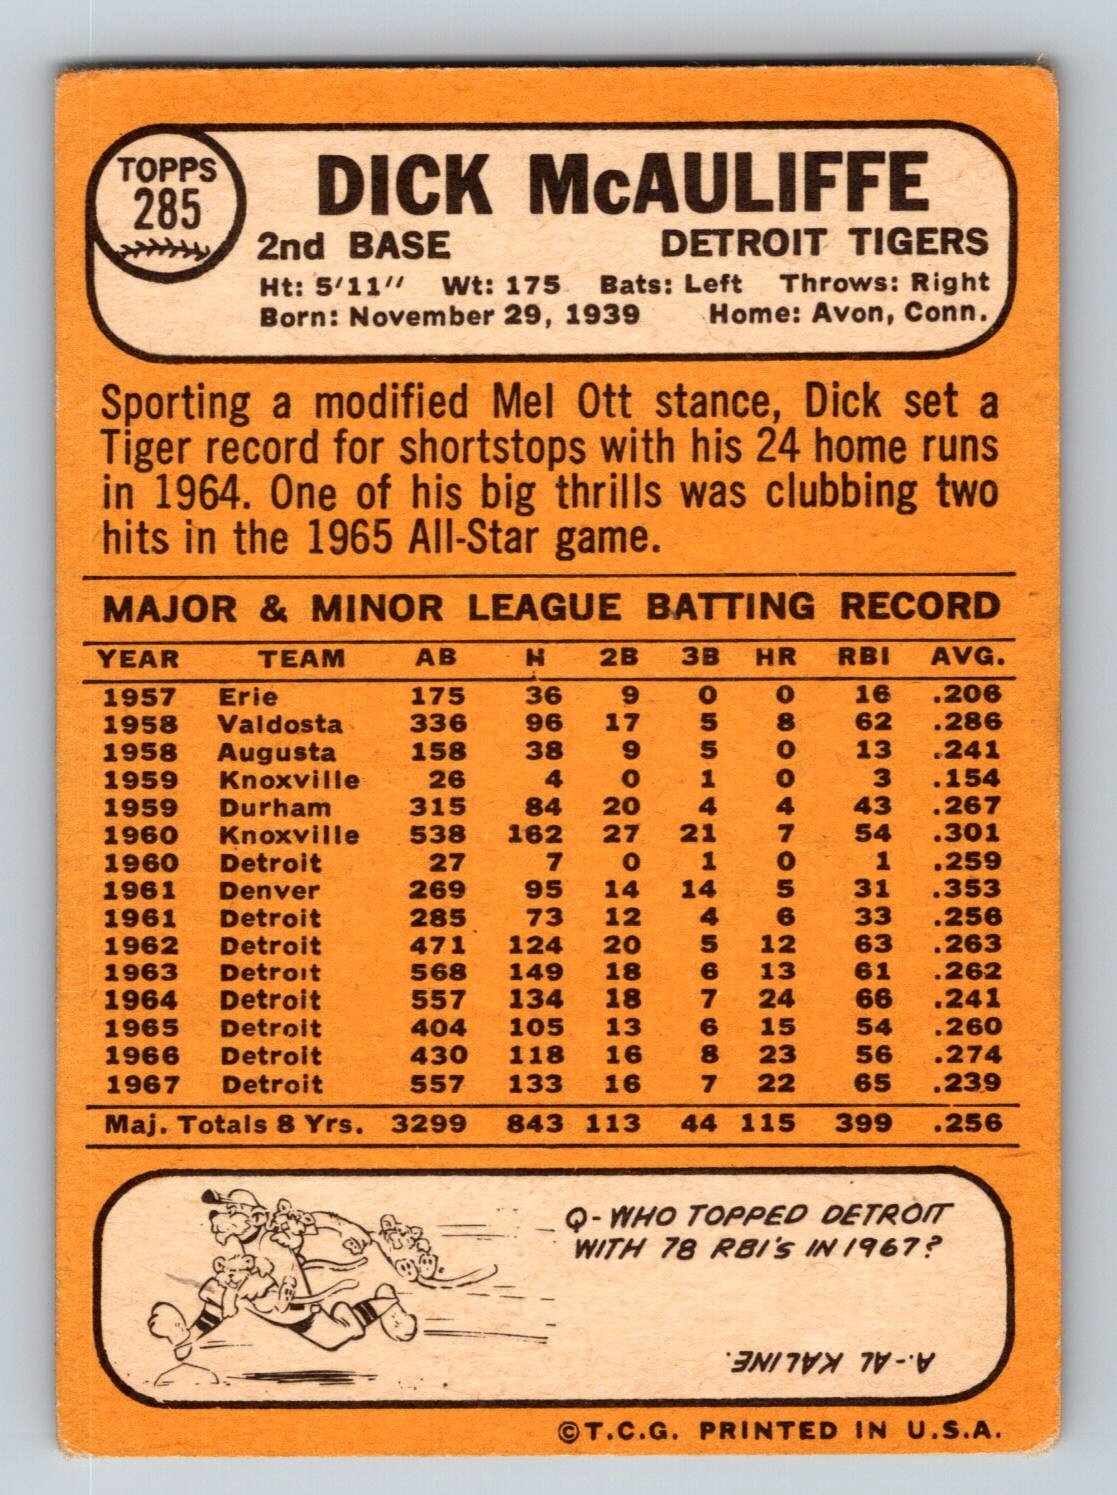 TOPPS
285
DICK McAULIFFE
2nd BASE DETROIT TIGERS
Ht: 5'11" Wt: 175 Bats: Left Throws: Right
Born: November 29, 1939 Home: Avon, Conn.
Sporting a modified Mel Ott stance, Dick set a
Tiger record for shortstops with his 24 home runs
in 1964. One of his big thrills was clubbing two
hits in the 1965 All-Star game.
MAJOR & MINOR LEAGUE BATTING RECORD
YEAR TEAM AB H 2B 3B HR RBI AVG.
1957 Erie 175 36 9 0 0 16 .206
1958 Valdosta 336 96 17 5 8 62 .286
1958 Augusta 158 38 9 5 0 13 .241
1959 Knoxville 26 4 0 1 0 3 .154
1959 Durham 315 84 20 4 4 43 .267
1960 Knoxville 538 162 27 21 7 54 .301
1960 Detroit 27 7 0 1 0 1 .259
1961 Denver 269 95 14 14 5 31 .353
1961 Detroit 285 73 12 4 6 33 .256
1962 Detroit 471 124 20 5 12 63 .263
1963 Detroit 568 149 18 6 13 61 .262
1964 Detroit 557 134 18 7 24 66 .241
1965 Detroit 404 105 13 6 15 54 .260
1966 Detroit 430 118 16 8 23 56 .274
1967 Detroit 557 133 16 7 22 65 .239
Maj. Totals 8 Yrs. 3299 843 113 44 115 399 .256
Q-WHO TOPPED DETROIT
WITH 78 RBI'S IN 1967?
A.-AL KALINE.
©T.C.G. PRINTED IN U.S.A.